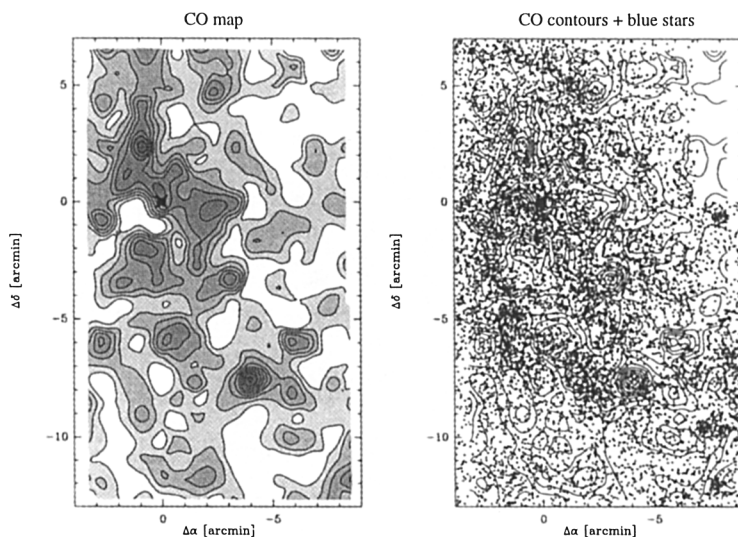 CO map
CO contours + blue stars
5
0
−5
−10
Δδ [arcmin]
0
−5
Δα [arcmin]
5
0
−5
−10
Δδ [arcmin]
0
−5
Δα [arcmin]